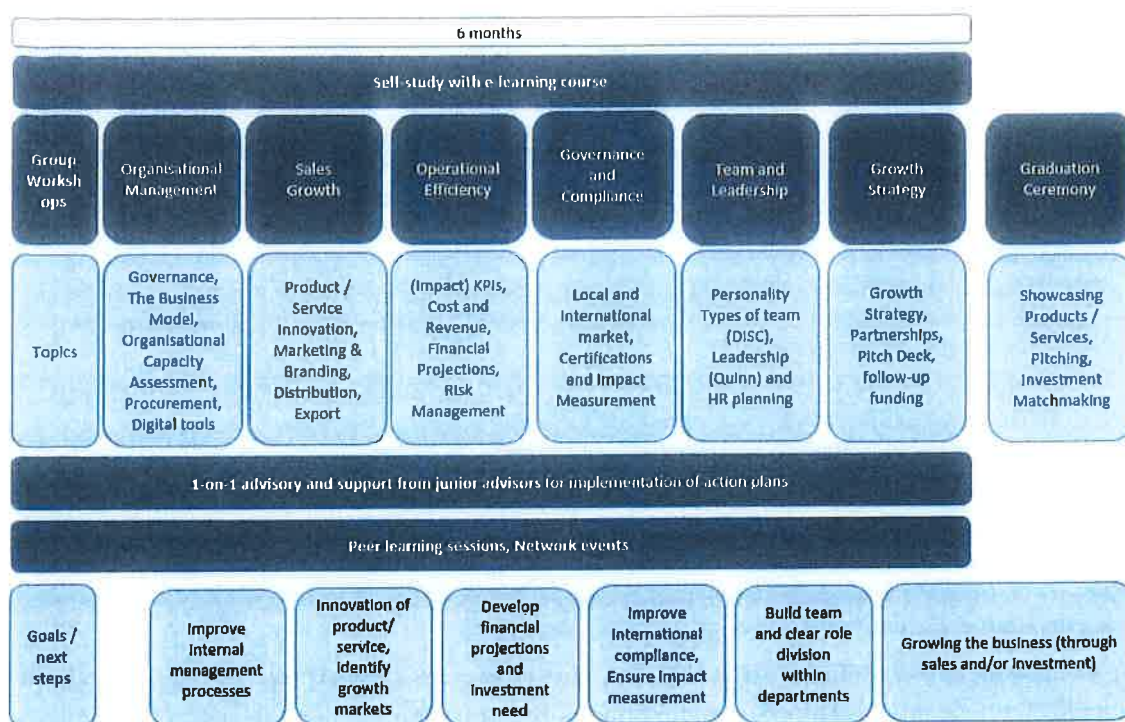 6 months
Self-study with e-learning course
Group
Worksh
ops
Organisational
Management
Sales
Growth
Operational
Efficiency
Governance
and
Compliance
Team and
Leadership
Growth
Strategy
Graduation
Ceremony
Topics
Governance,
The Business
Model,
Organisational
Capacity
Assessment,
Procurement,
Digital tools
Product /
Service
Innovation,
Marketing &
Branding,
Distribution,
Export
(Impact) KPIs,
Cost and
Revenue,
Financial
Projections,
Risk
Management
Local and
International
market,
Certifications
and Impact
Measurement
Personality
Types of team
(DISC),
Leadership
(Quinn) and
HR planning
Growth
Strategy,
Partnerships,
Pitch Deck,
follow-up
funding
Showcasing
Products /
Services,
Pitching,
Investment
Matchmaking
1-on-1 advisory and support from junior advisors for implementation of action plans
Peer learning sessions, Network events
Goals /
next
steps
Improve
internal
management
processes
Innovation of
product/
service,
Identify
growth
markets
Develop
financial
projections
and
investment
need
Improve
International
compliance,
Ensure impact
measurement
Build team
and clear role
division
within
departments
Growing the business (through
sales and/or investment)